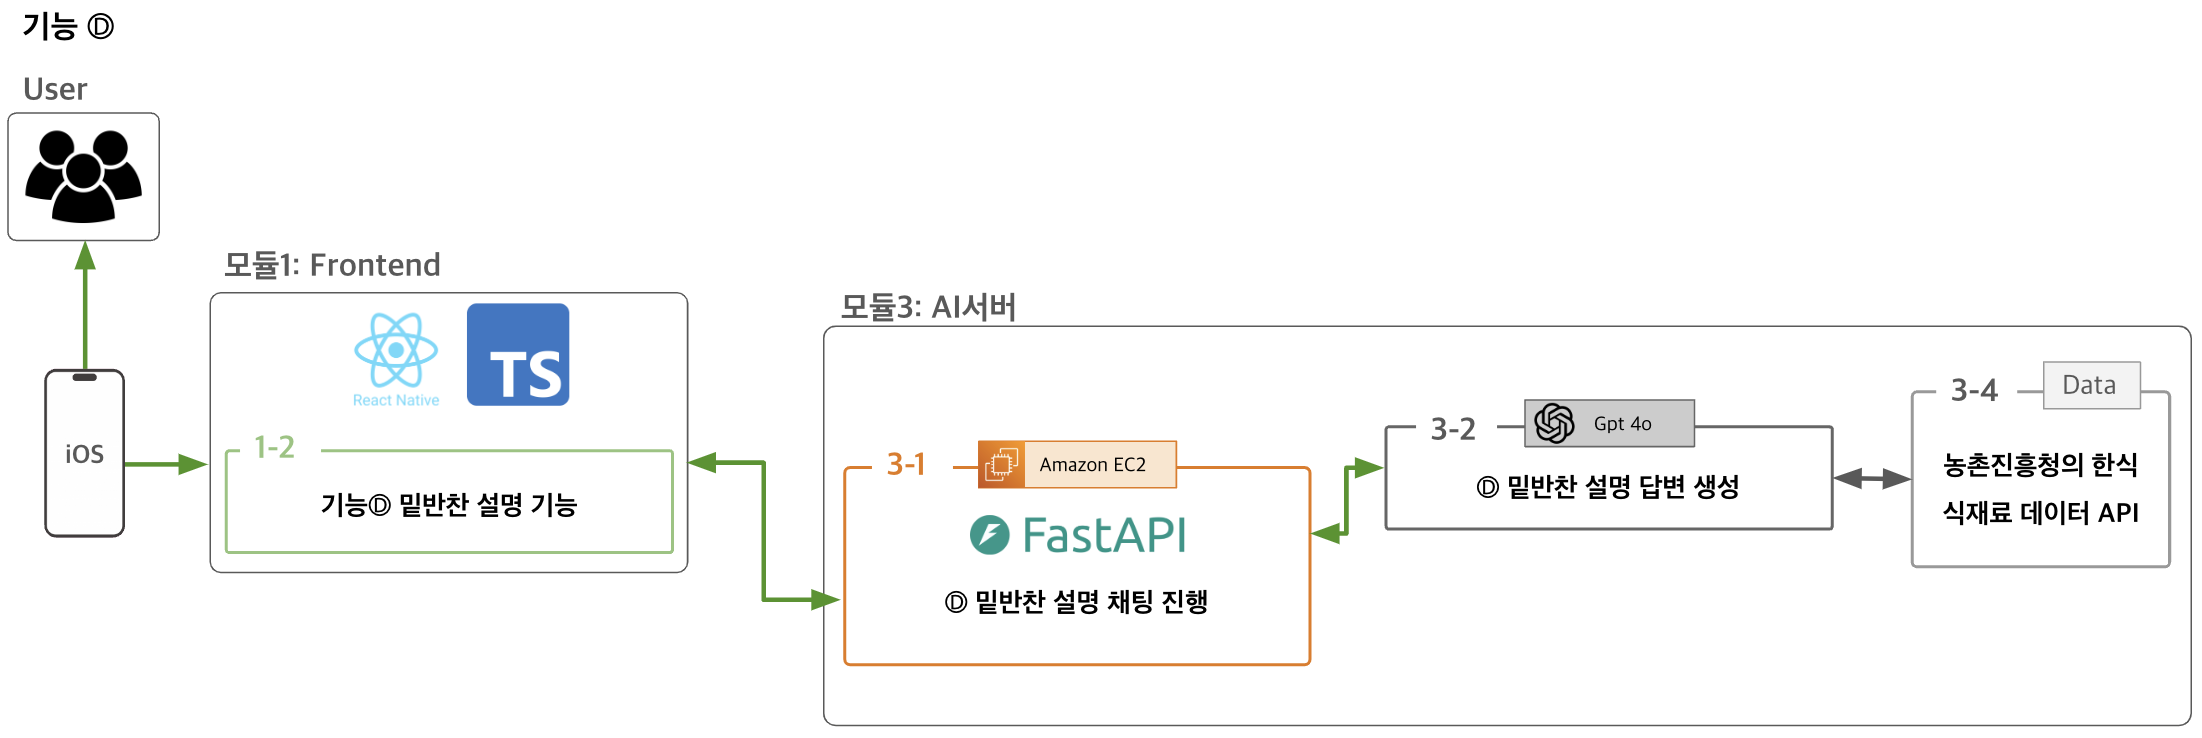 기능 Ⓓ
User
모듈1: Frontend
React Native
TS
iOS
1-2
기능Ⓓ 밑반찬 설명 기능
모듈3: AI서버
3-1
Amazon EC2
FastAPI
Ⓓ 밑반찬 설명 채팅 진행
3-2
Gpt 4o
Ⓓ 밑반찬 설명 답변 생성
3-4
Data
농촌진흥청의 한식
식재료 데이터 API